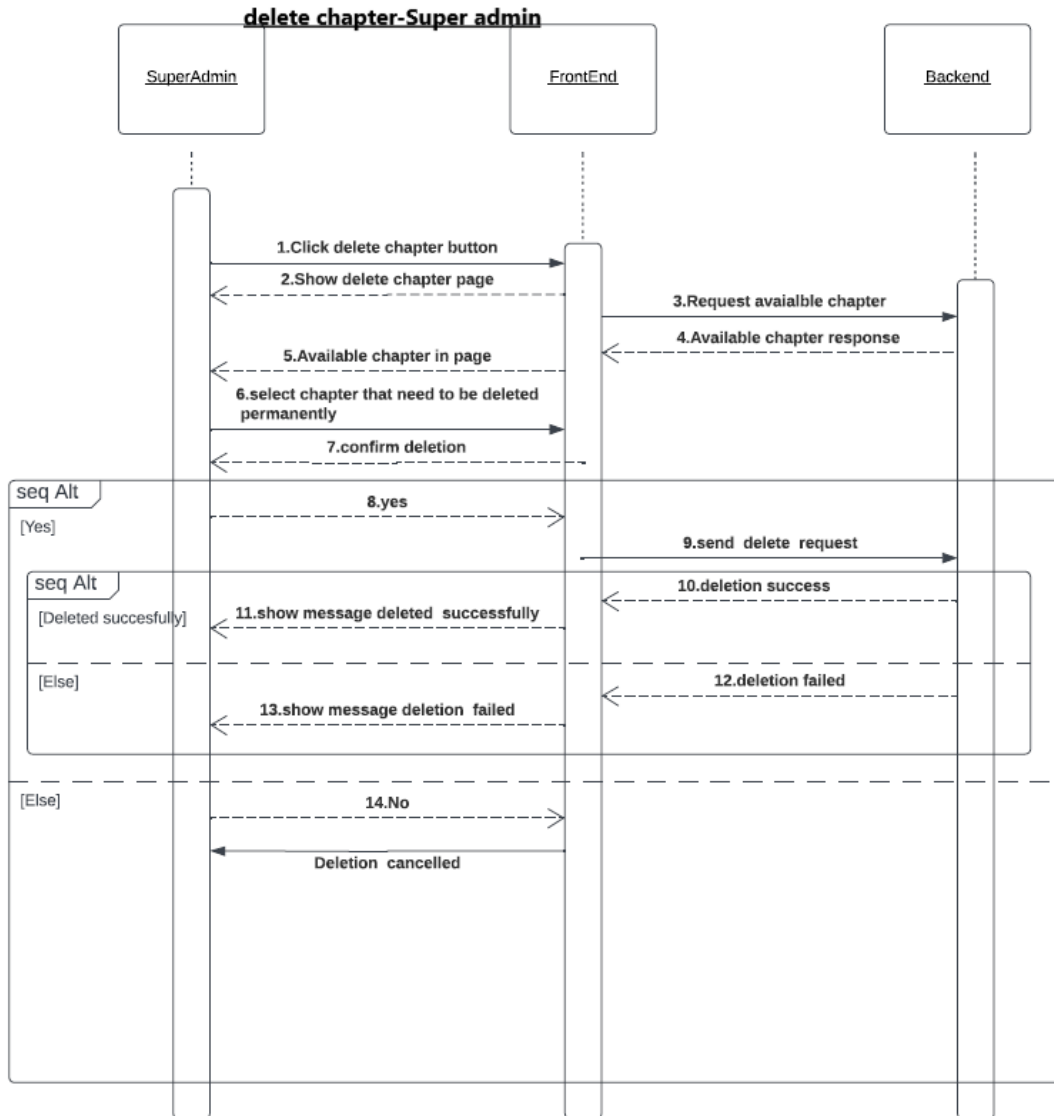 delete chapter-Super admin
SuperAdmin
FrontEnd
Backend
1.Click delete chapter button
2.Show delete chapter page
3.Request avaialble chapter
4.Available chapter response
5.Available chapter in page
6.select chapter that need to be deleted
permanently
7.confirm deletion
seq Alt
8.yes
[Yes]
9.send delete request
seq Alt
10.deletion success
[Deleted succesfully]
11.show message deleted successfully
[Else]
12.deletion failed
13.show message deletion failed
[Else]
14.No
Deletion cancelled